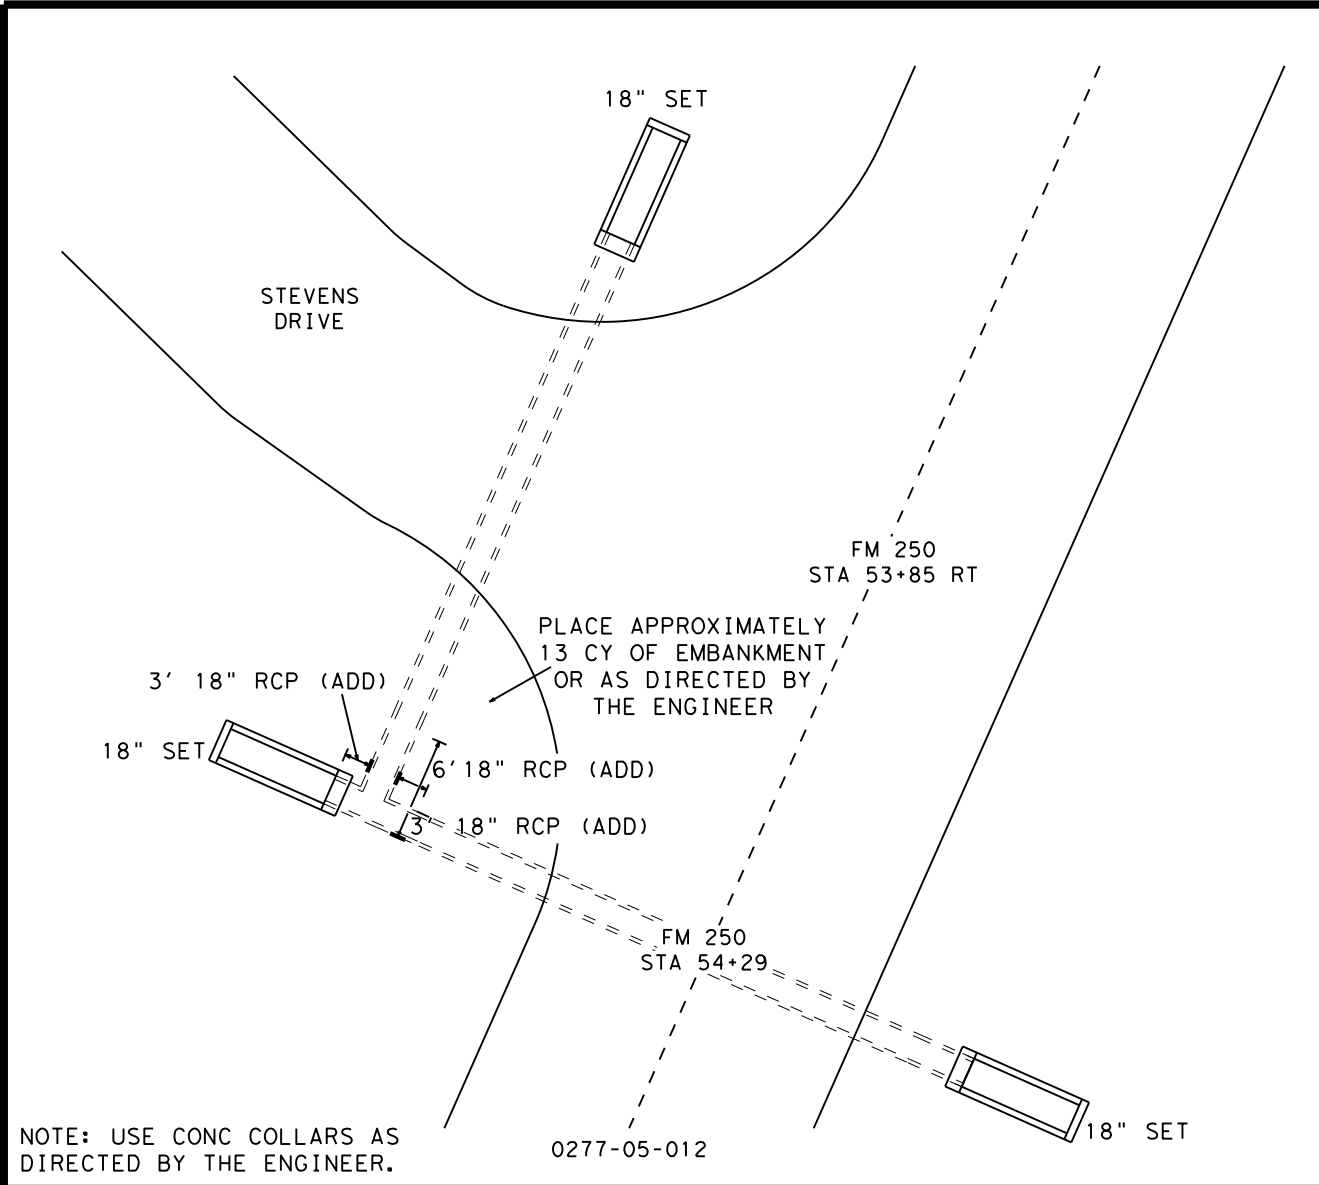 18" SET
STEVENS
DRIVE
FM 250
STA 53+85 RT
PLACE APPROXIMATELY
13 CY OF EMBANKMENT
OR AS DIRECTED BY
THE ENGINEER
3' 18" RCP (ADD)
18" SET
6' 18" RCP (ADD)
3' 18" RCP (ADD)
FM 250
STA 54+29
18" SET
NOTE: USE CONC COLLARS AS
DIRECTED BY THE ENGINEER.
0277-05-012